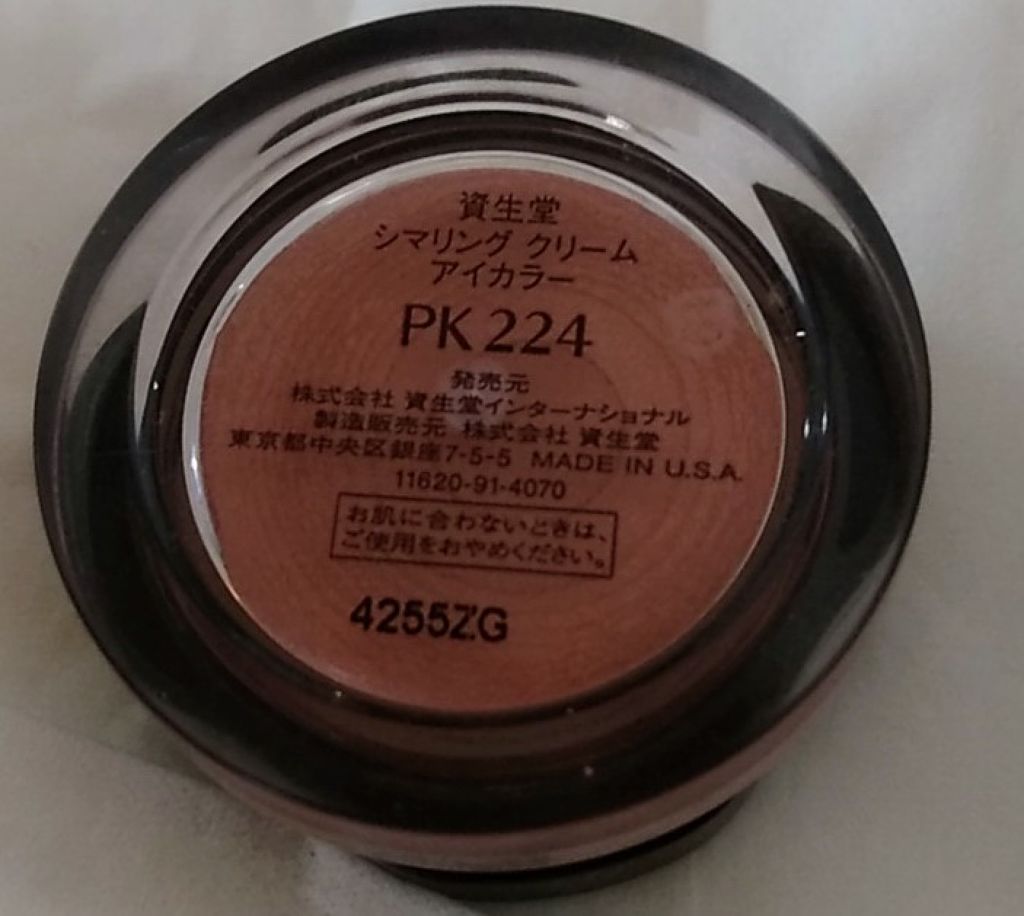 資生堂
シマリング クリーム
アイカラー
PK224
発売元
株式会社 資生堂インターナショナル
製造販売元 株式会社 資生堂
東京都中央区銀座7-5-5 MADE IN U.S.A.
11620-91-4070
お肌に合わないときは、
ご使用をおやめください。
4255ZG